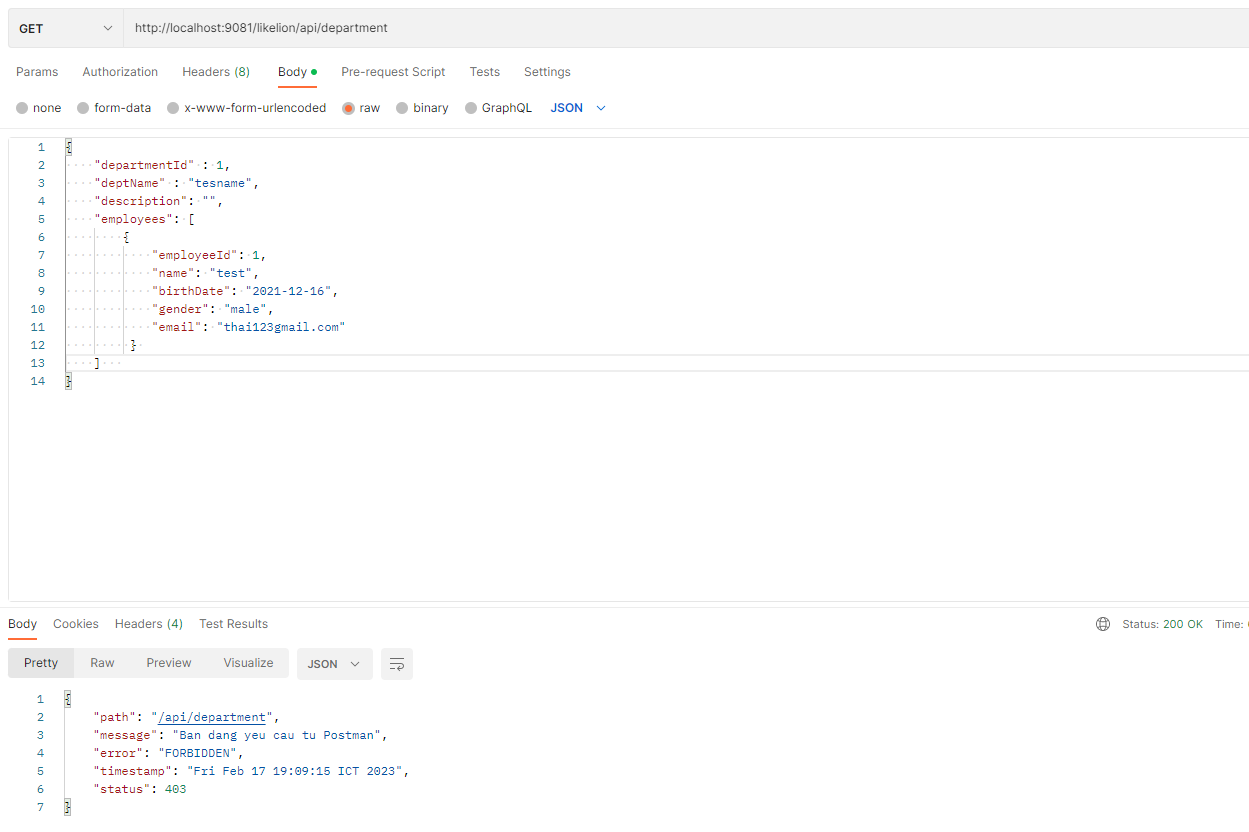 GET http://localhost:9081/likelion/api/department
Params Authorization Headers (8) Body Pre-request Script Tests Settings
none form-data x-www-form-urlencoded raw binary GraphQL JSON
1 {
2 "departmentId" : 1,
3 "deptName" : "tesname",
4 "description": "",
5 "employees": [
6 {
7 "employeeId": 1,
8 "name": "test",
9 "birthDate": "2021-12-16",
10 "gender": "male",
11 "email": "thai123gmail.com"
12 }
13 ]
14 }
Body Cookies Headers (4) Test Results Status: 200 OK Time:
Pretty Raw Preview Visualize JSON
1 {
2 "path": "/api/department",
3 "message": "Ban dang yeu cau tu Postman",
4 "error": "FORBIDDEN",
5 "timestamp": "Fri Feb 17 19:09:15 ICT 2023",
6 "status": 403
7 }